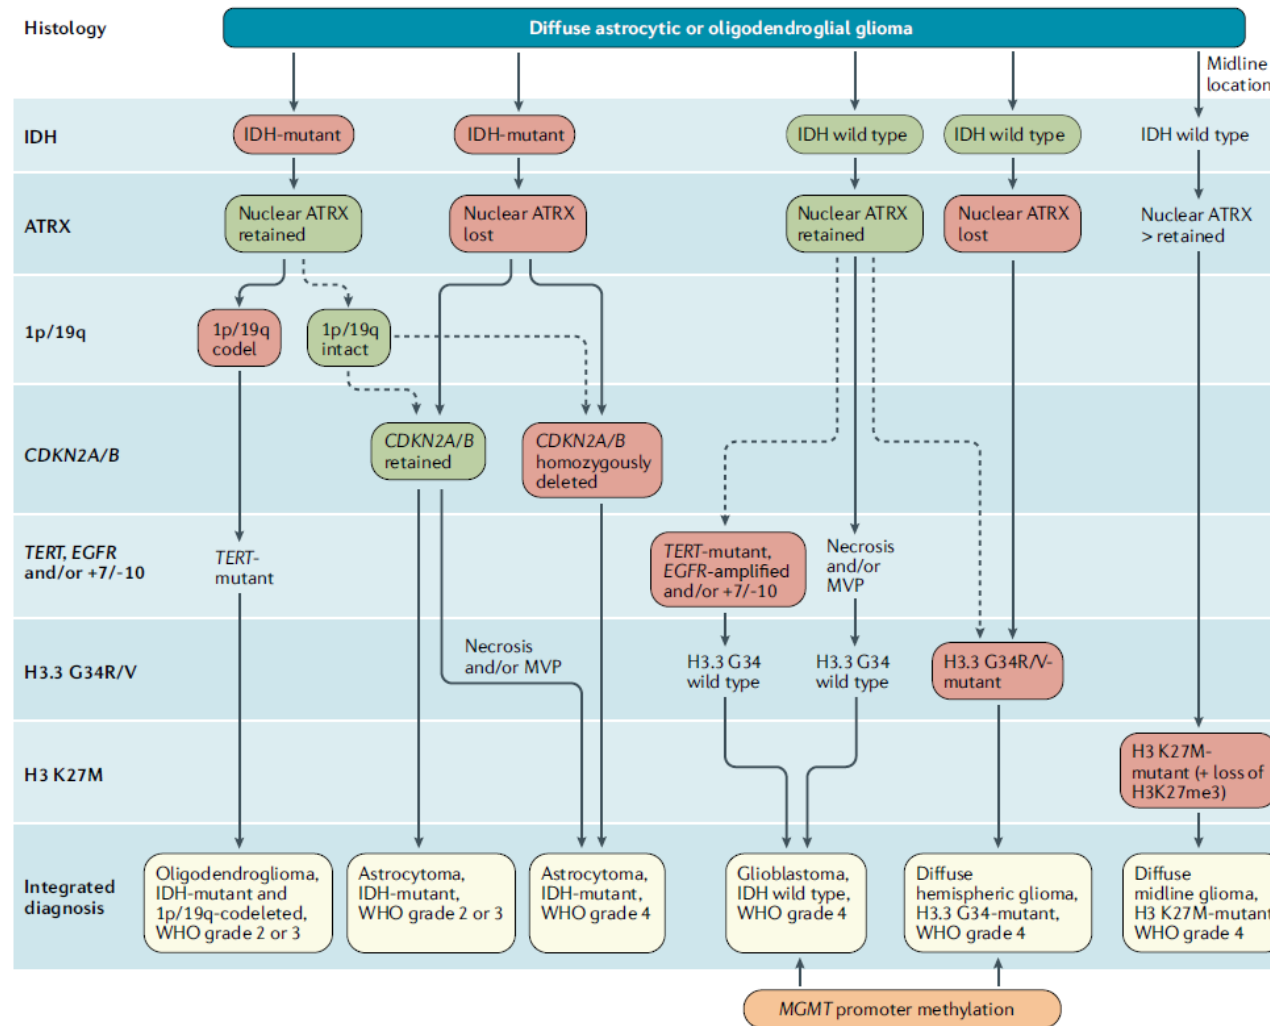 Histology
Diffuse astrocytic or oligodendroglial glioma
Midline
location
IDH
IDH-mutant
IDH-mutant
IDH wild type
IDH wild type
IDH wild type
ATRX
Nuclear ATRX
retained
Nuclear ATRX
lost
Nuclear ATRX
retained
Nuclear ATRX
lost
Nuclear ATRX
> retained
1p/19q
1p/19q
codel
1p/19q
intact
CDKN2A/B
CDKN2A/B
retained
CDKN2A/B
homozygously
deleted
TERT, EGFR
and/or +7/-10
TERT-
mutant
TERT-mutant,
EGFR-amplified
and/or +7/-10
Necrosis
and/or
MVP
H3.3 G34R/V
Necrosis
and/or MVP
H3.3 G34
wild type
H3.3 G34
wild type
H3.3 G34R/V-
mutant
H3 K27M
H3 K27M-
mutant (+ loss of
H3K27me3)
Integrated
diagnosis
Oligodendroglioma,
IDH-mutant and
1p/19q-codeleted,
WHO grade 2 or 3
Astrocytoma,
IDH-mutant,
WHO grade 2 or 3
Astrocytoma,
IDH-mutant,
WHO grade 4
Glioblastoma,
IDH wild type,
WHO grade 4
Diffuse
hemispheric glioma,
H3.3 G34-mutant,
WHO grade 4
Diffuse
midline glioma,
H3 K27M-mutant
WHO grade 4
MGMT promoter methylation